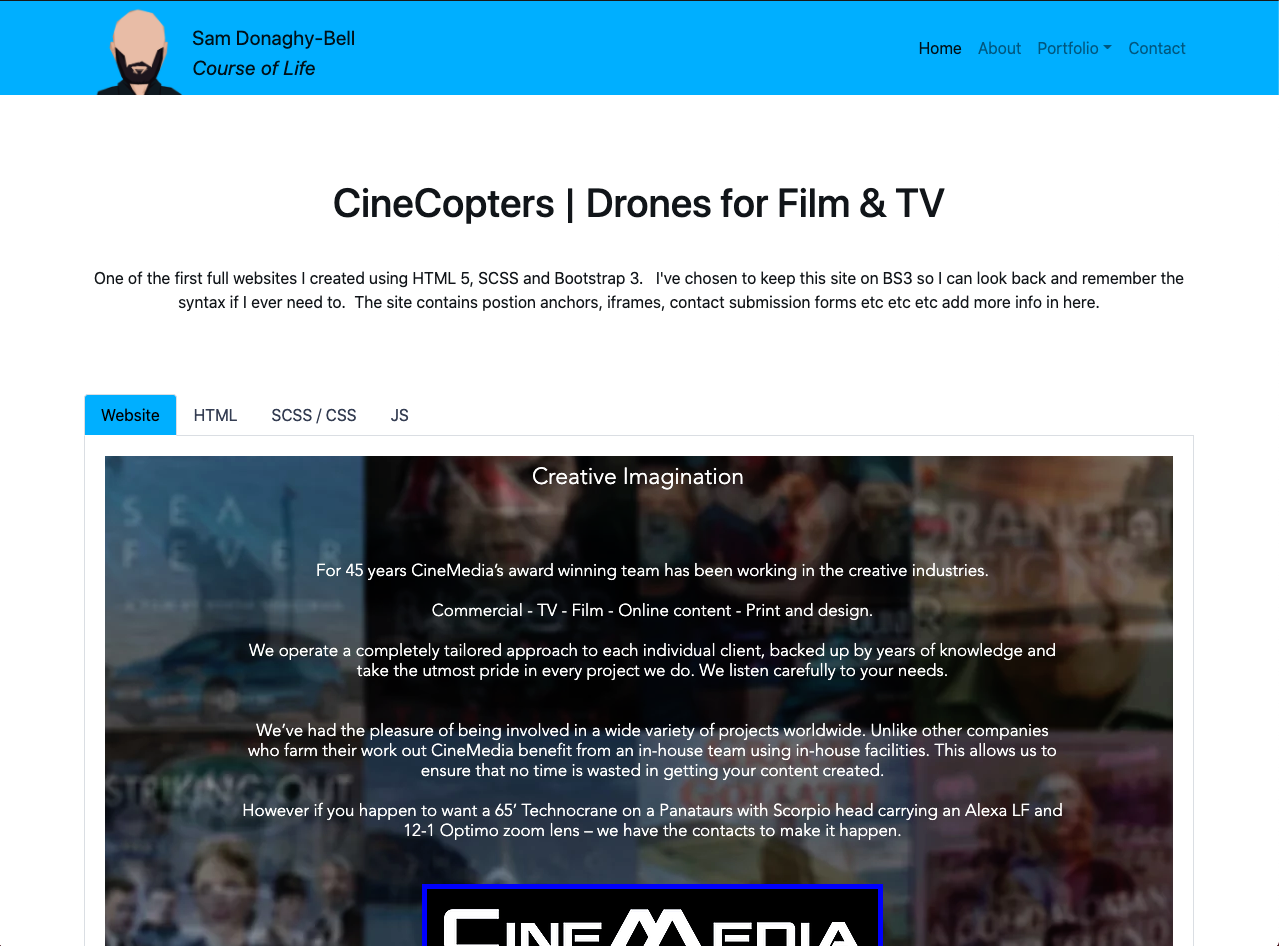 Sam Donaghy-Bell
Course of Life
Home About Portfolio Contact
CineCopters | Drones for Film & TV
One of the first full websites I created using HTML 5, SCSS and Bootstrap 3. I've chosen to keep this site on BS3 so I can look back and remember the
syntax if I ever need to. The site contains postion anchors, iframes, contact submission forms etc etc etc add more info in here.
Website HTML SCSS / CSS JS
Creative Imagination
SEA
FEVER
GRAND
DESIGNS
For 45 years CineMedia’s award winning team has been working in the creative industries.
Commercial - TV - Film - Online content - Print and design.
We operate a completely tailored approach to each individual client, backed up by years of knowledge and
take the utmost pride in every project we do. We listen carefully to your needs.
We’ve had the pleasure of being involved in a wide variety of projects worldwide. Unlike other companies
who farm their work out CineMedia benefit from an in-house team using in-house facilities. This allows us to
ensure that no time is wasted in getting your content created.
STRIKING OUT
GOLIATH
However if you happen to want a 65’ Technocrane on a Panataurs with Scorpio head carrying an Alexa LF and
12-1 Optimo zoom lens – we have the contacts to make it happen.
CINEMEDIA